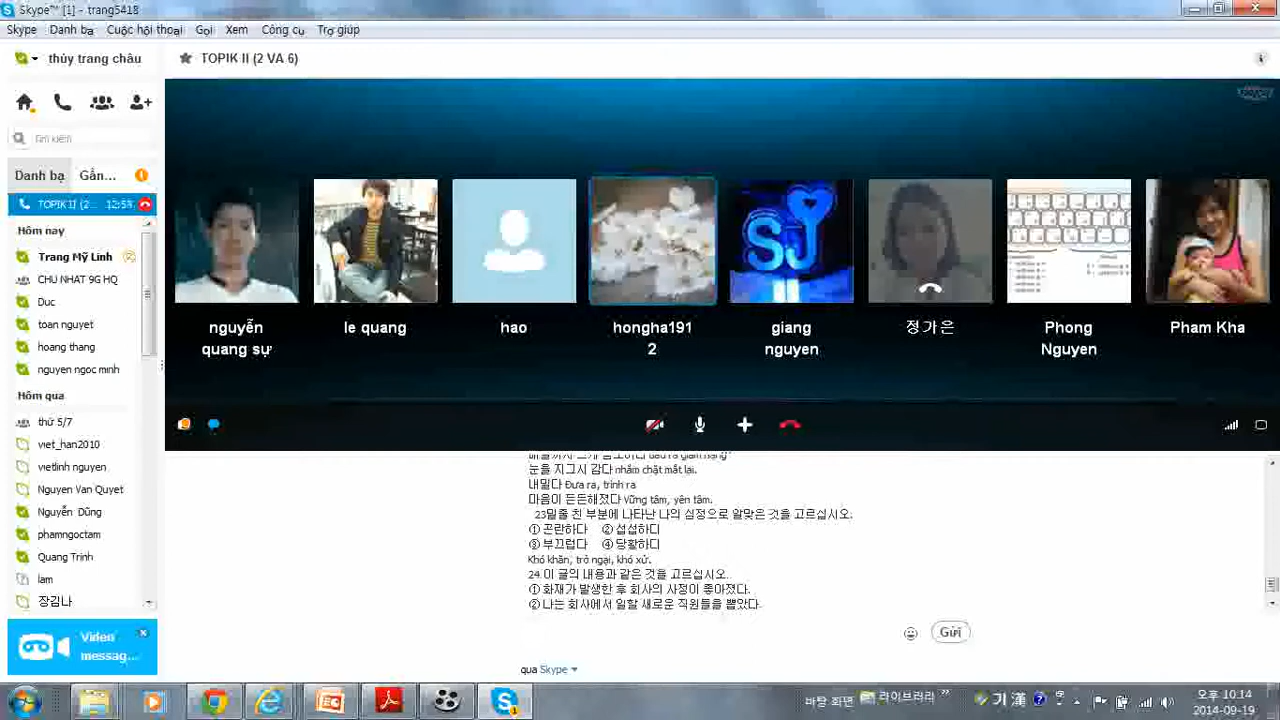 Skype™ [1] - trang5418
Skype Danh bạ Cuộc hội thoại Gọi Xem Công cụ Trợ giúp
thủy trang châu
TOPIK II (2 VA 6)
Tìm kiếm
Danh bạ Gần... 1
TOPIK II (2...
Hôm nay
Trang Mỹ Linh
CHU NHAT 9G HQ
Duc
toan nguyet
hoang thang
nguyen ngoc minh
Hôm qua
thứ 5/7
viet_han2010
vietlinh nguyen
Nguyen Van Quyet
Nguyễn Dũng
phamngoctam
Quang Trinh
lam
장김나
Video
messag...
SJ
nguyễn
quang sự
le quang
hao
hongha191
2
giang
nguyen
정가은
Phong
Nguyen
Pham Kha
눈을 지그시 감다 nhắm chặt mắt lại.
내밀다 Đưa ra, trình ra
마음이 든든해졌다 Vững tâm, yên tâm.
23밑줄 친 부분에 나타난 나의 심정으로 알맞은 것을 고르십시오.
① 곤란하다 ② 섭섭하다
③ 부끄럽다 ④ 당황하다
Khó khăn, trở ngại, khó xử.
24.이 글의 내용과 같은 것을 고르십시오.
① 화재가 발생한 후 회사의 사정이 좋아졌다.
② 나는 회사에서 일할 새로운 직원들을 뽑았다.
Gửi
qua Skype
바탕 화면 라이브러리 가 漢
오후 10:14
2014-09-19